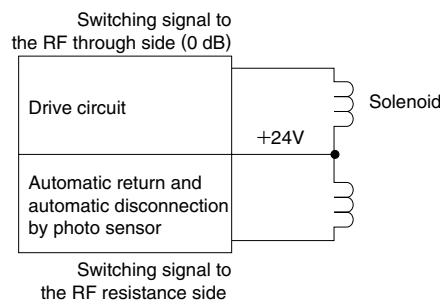 Switching signal to
the RF through side (0 dB)
Drive circuit
Solenoid
+24V
Automatic return and
automatic disconnection
by photo sensor
Switching signal to
the RF resistance side